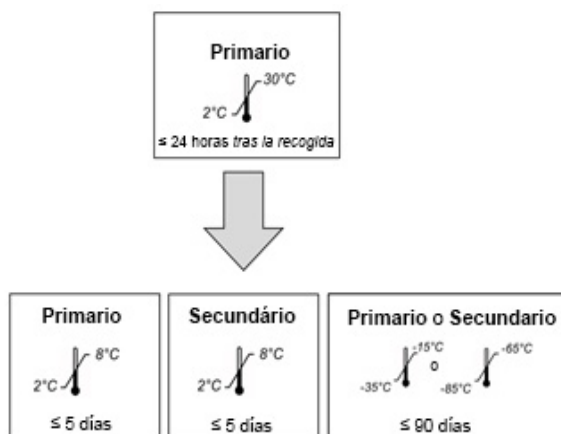 Primario
30°C
2°C
≤ 24 horas tras la recogida
Primario
8°C
2°C
≤ 5 días
Secundário
8°C
2°C
≤ 5 días
Primario o Secundario
-15°C
-35°C
o
-65°C
-85°C
≤ 90 días